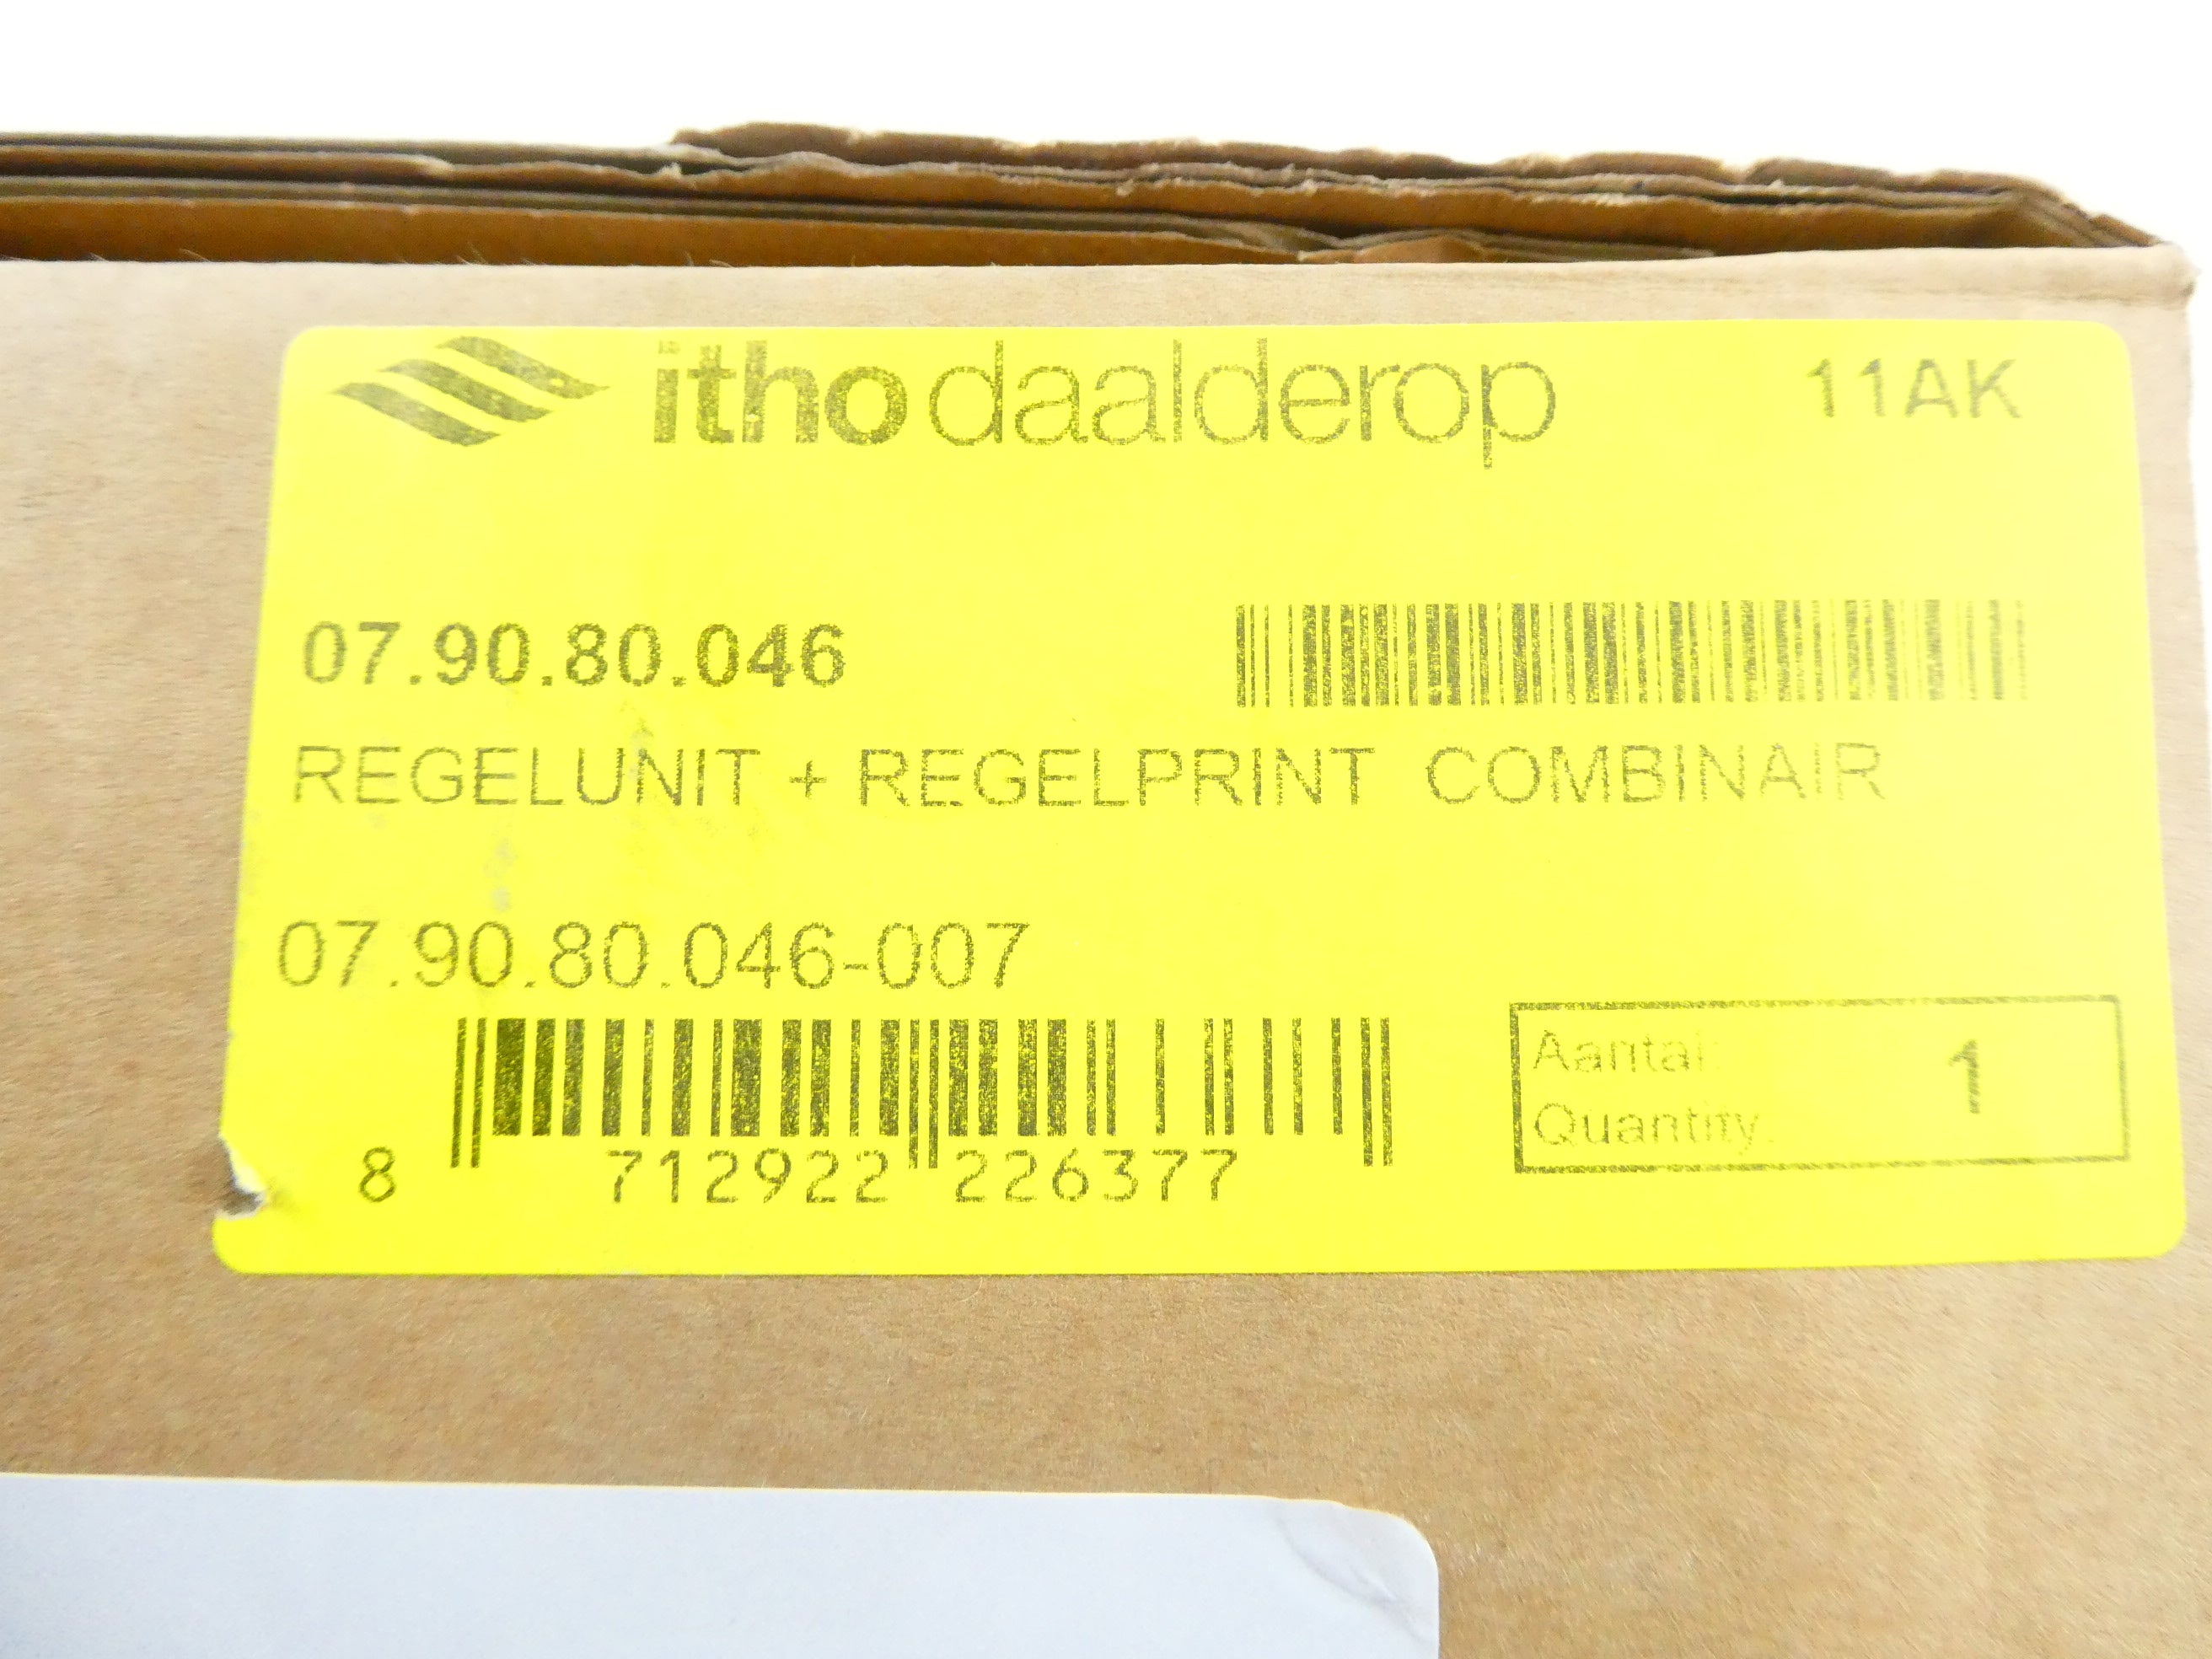 itho daalderop 11AK
07.90.80.046
REGELUNIT + REGELPRINT COMBINAIR
07.90.80.046-007
Aantal 1
Quantity
8 712922 226377